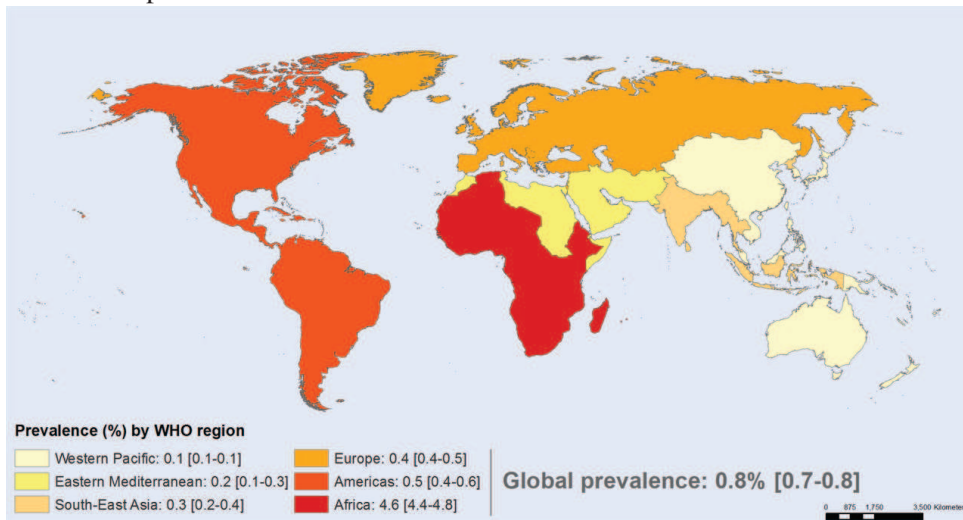 Prevalence (%) by WHO region
Western Pacific: 0.1 [0.1-0.1]
Eastern Mediterranean: 0.2 [0.1-0.3]
South-East Asia: 0.3 [0.2-0.4]
Europe: 0.4 [0.4-0.5]
Americas: 0.5 [0.4-0.6]
Africa: 4.6 [4.4-4.8]
Global prevalence: 0.8% [0.7-0.8]
0 875 1,750 3,500 Kilometers